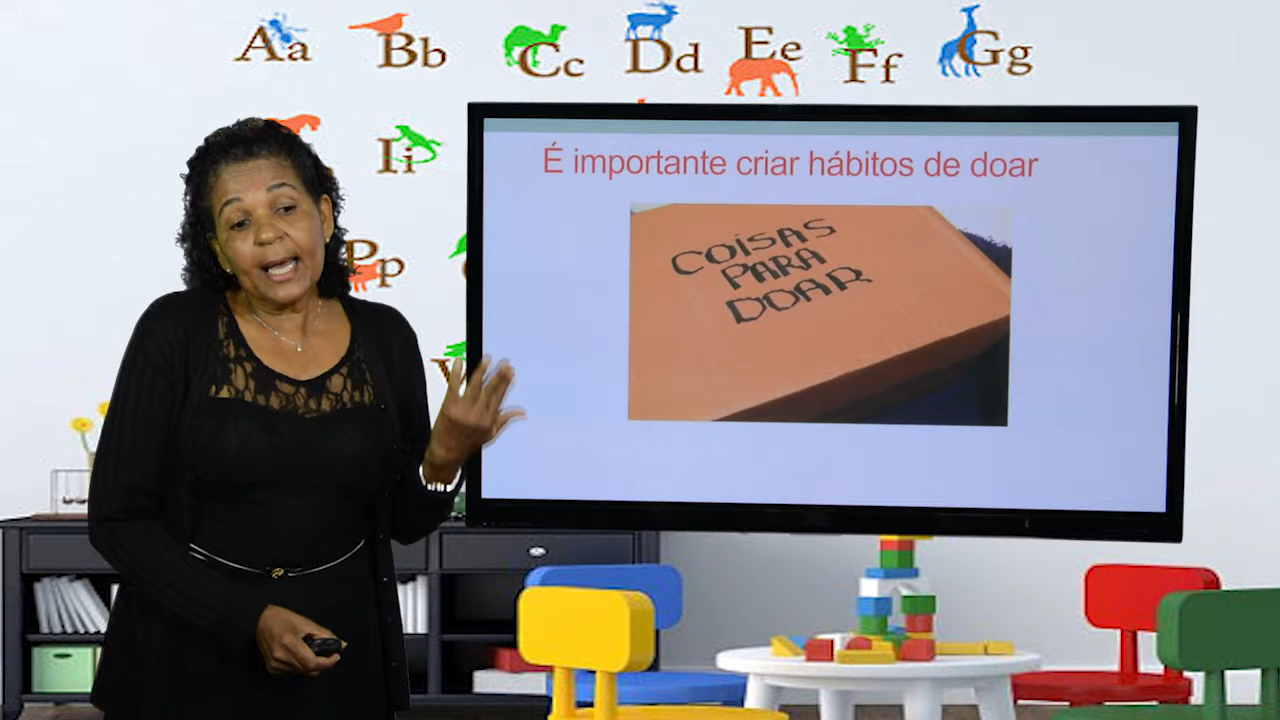 Aa Bb Cc Dd Ee Ff Gg
Ii
Pp
É importante criar hábitos de doar
COISAS
PARA
DOAR